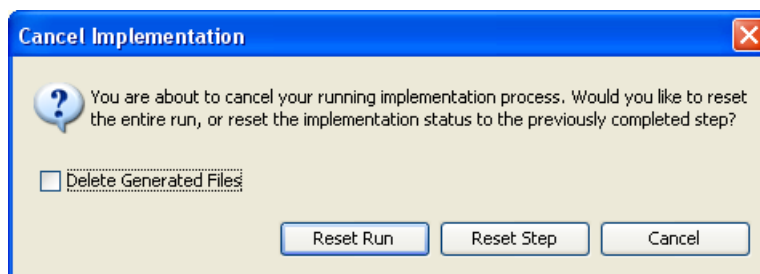 Cancel Implementation
You are about to cancel your running implementation process. Would you like to reset
the entire run, or reset the implementation status to the previously completed step?
Delete Generated Files
Reset Run Reset Step Cancel